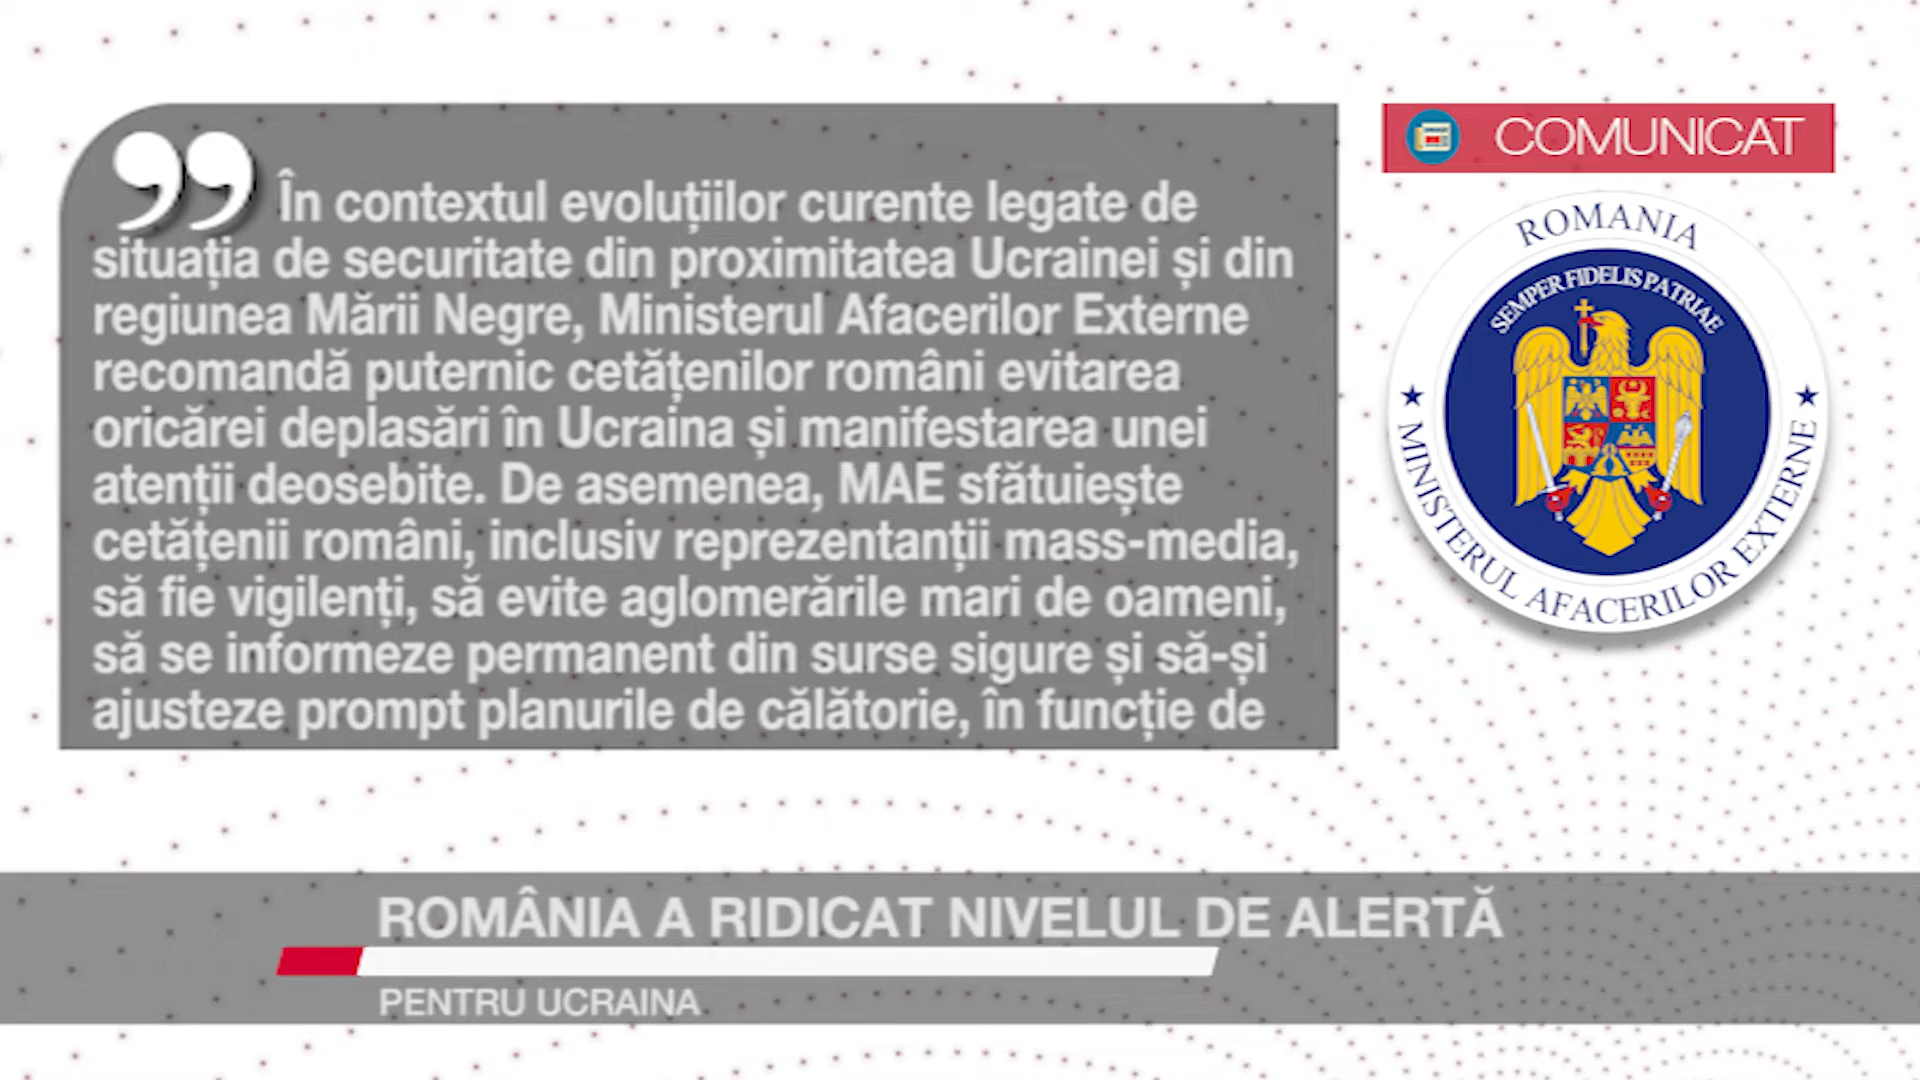 În contextul evoluțiilor curente legate de
situația de securitate din proximitatea Ucrainei și din
regiunea Mării Negre, Ministerul Afacerilor Externe
recomandă puternic cetățenilor români evitarea
oricărei deplasări în Ucraina și manifestarea unei
atenții deosebite. De asemenea, MAE sfătuiește
cetățenii români, inclusiv reprezentanții mass-media,
să fie vigilenți, să evite aglomerările mari de oameni,
să se informeze permanent din surse sigure și să-și
ajusteze prompt planurile de călătorie, în funcție de
COMUNICAT
ROMANIA
SEMPER FIDELIS PATRIAE
MINISTERUL AFACERILOR EXTERNE
ROMÂNIA A RIDICAT NIVELUL DE ALERTĂ
PENTRU UCRAINA